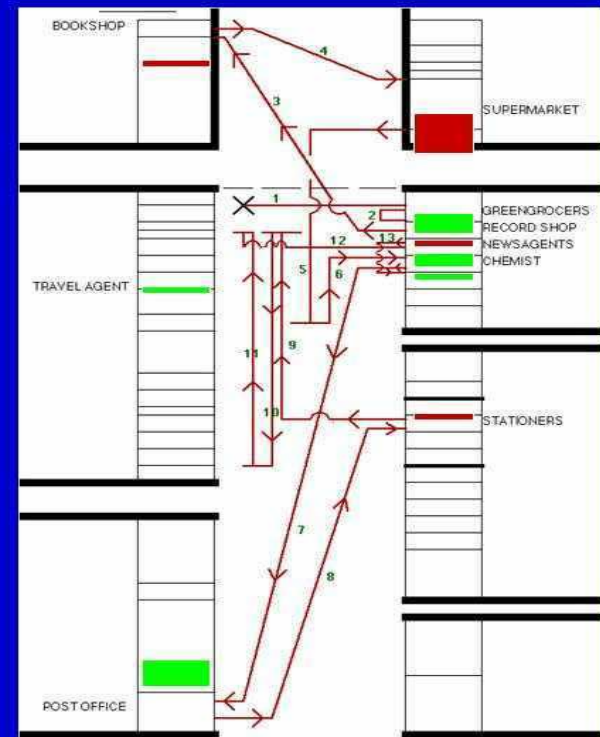 BOOKSHOP
4
3
SUPERMARKET
1
2
GREENGROCERS
RECORD SHOP
12
13
NEWSAGENTS
CHEMIST
5
6
TRAVEL AGENT
9
11
10
STATIONERS
7
8
POST OFFICE